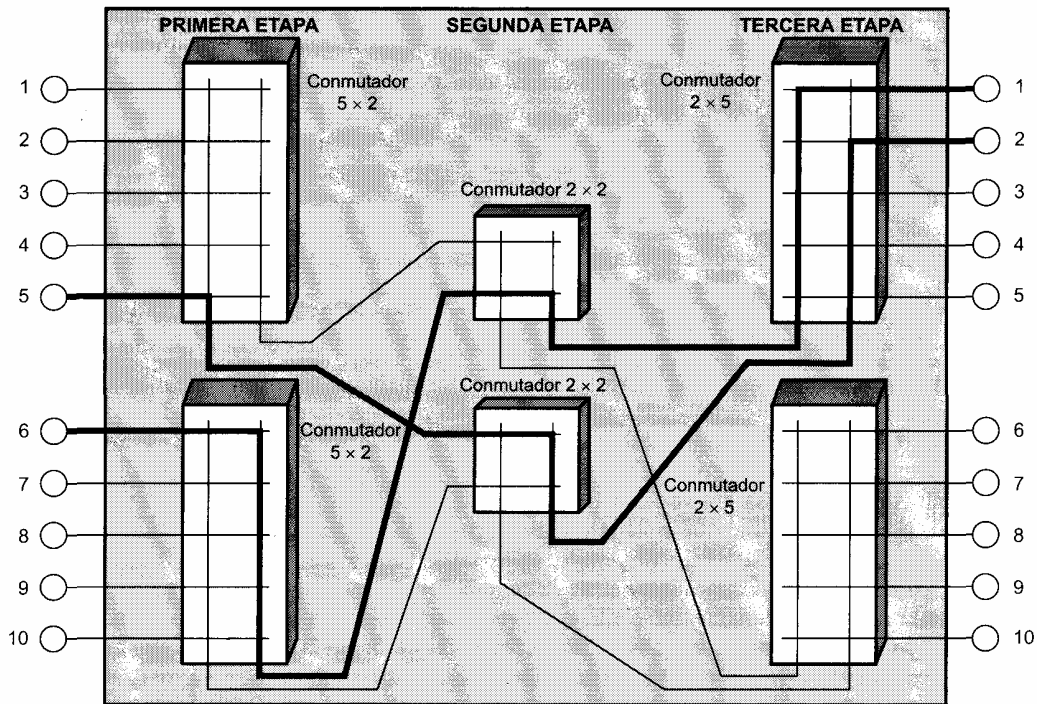 PRIMERA ETAPA
SEGUNDA ETAPA
TERCERA ETAPA
Conmutador
5 × 2
Conmutador
2 × 5
1
2
3
4
5
1
2
3
4
5
Conmutador 2 × 2
Conmutador 2 × 2
Conmutador
5 × 2
Conmutador
2 × 5
6
7
8
9
10
6
7
8
9
10